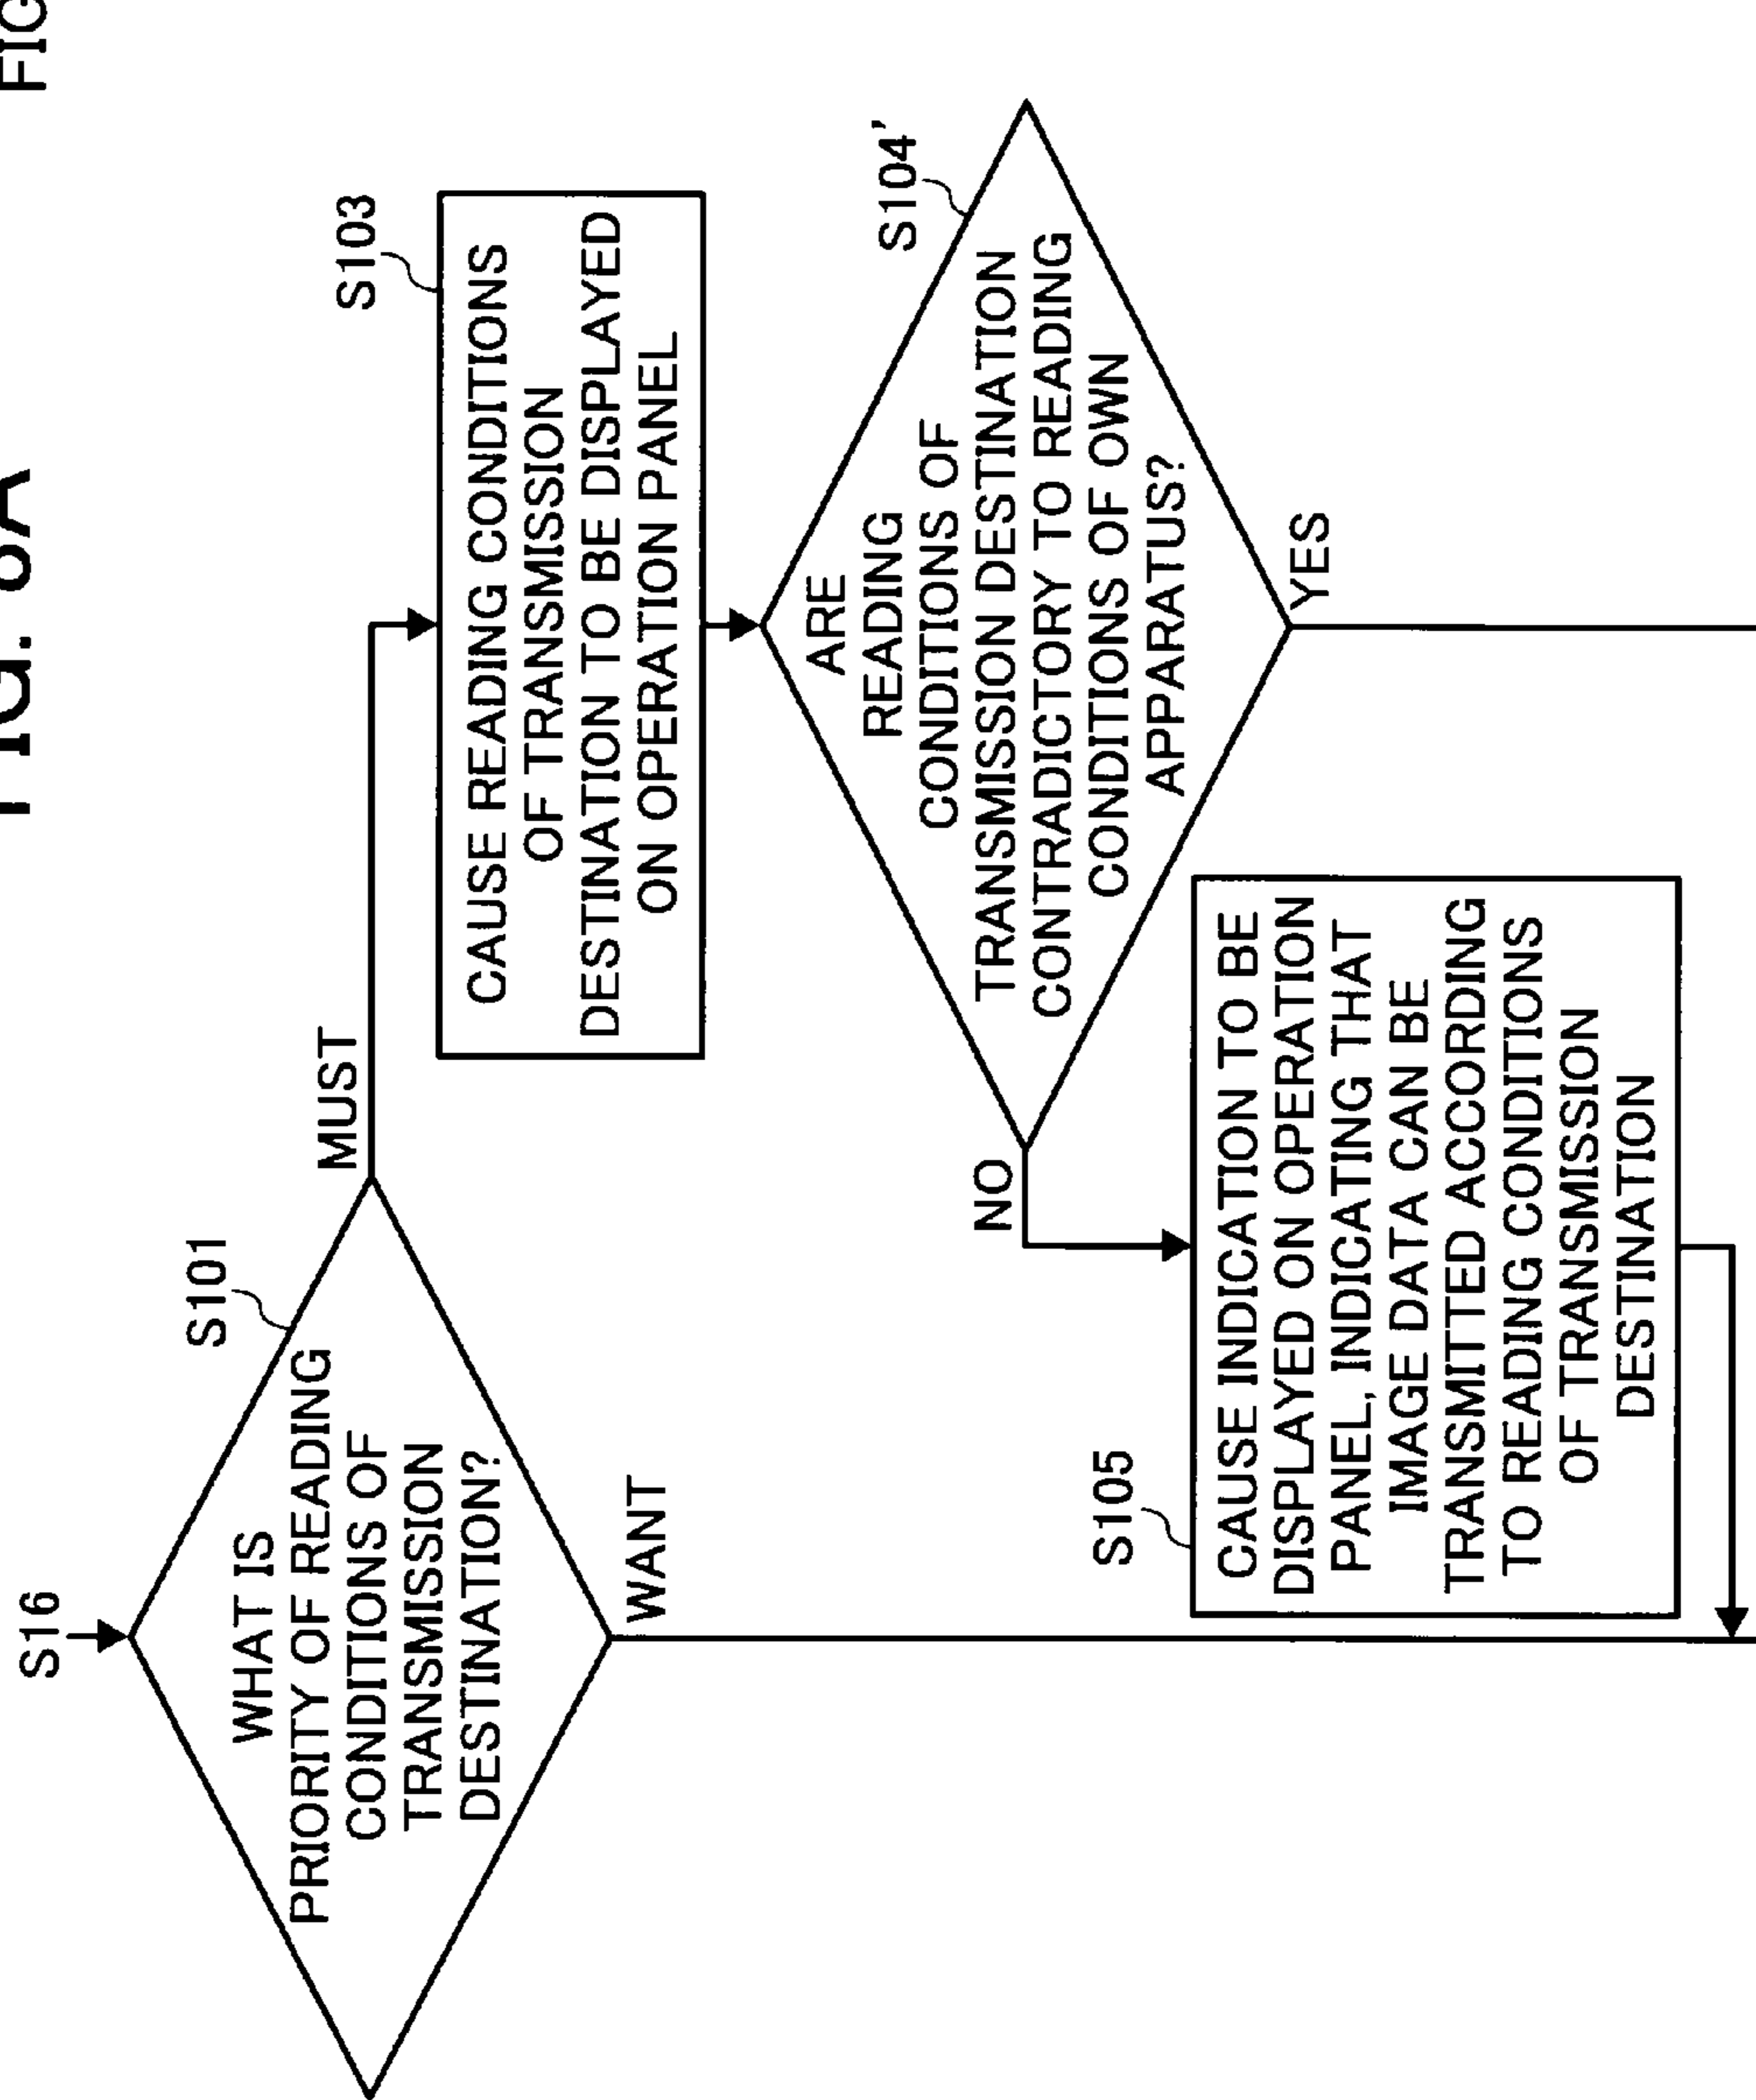 FIG
S16
WHAT IS
PRIORITY OF READING
CONDITIONS OF
TRANSMISSION
DESTINATION?
S101
MUST
WANT
S103
CAUSE READING CONDITIONS
OF TRANSMISSION
DESTINATION TO BE DISPLAYED
ON OPERATION PANEL
S104'
ARE
READING
CONDITIONS OF
TRANSMISSION DESTINATION
CONTRADICTORY TO READING
CONDITIONS OF OWN
APPARATUS?
NO
YES
S105
CAUSE INDICATION TO BE
DISPLAYED ON OPERATION
PANEL, INDICATING THAT
IMAGE DATA CAN BE
TRANSMITTED ACCORDING
TO READING CONDITIONS
OF TRANSMISSION
DESTINATION